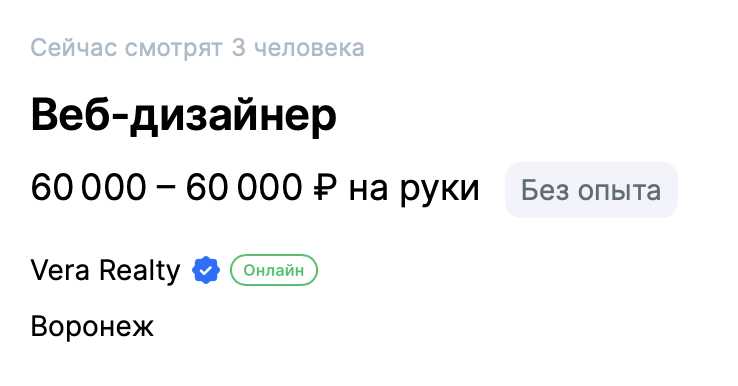 Сейчас смотрят 3 человека
Веб-дизайнер
60 000 – 60 000 ₽ на руки Без опыта
Vera Realty Онлайн
Воронеж